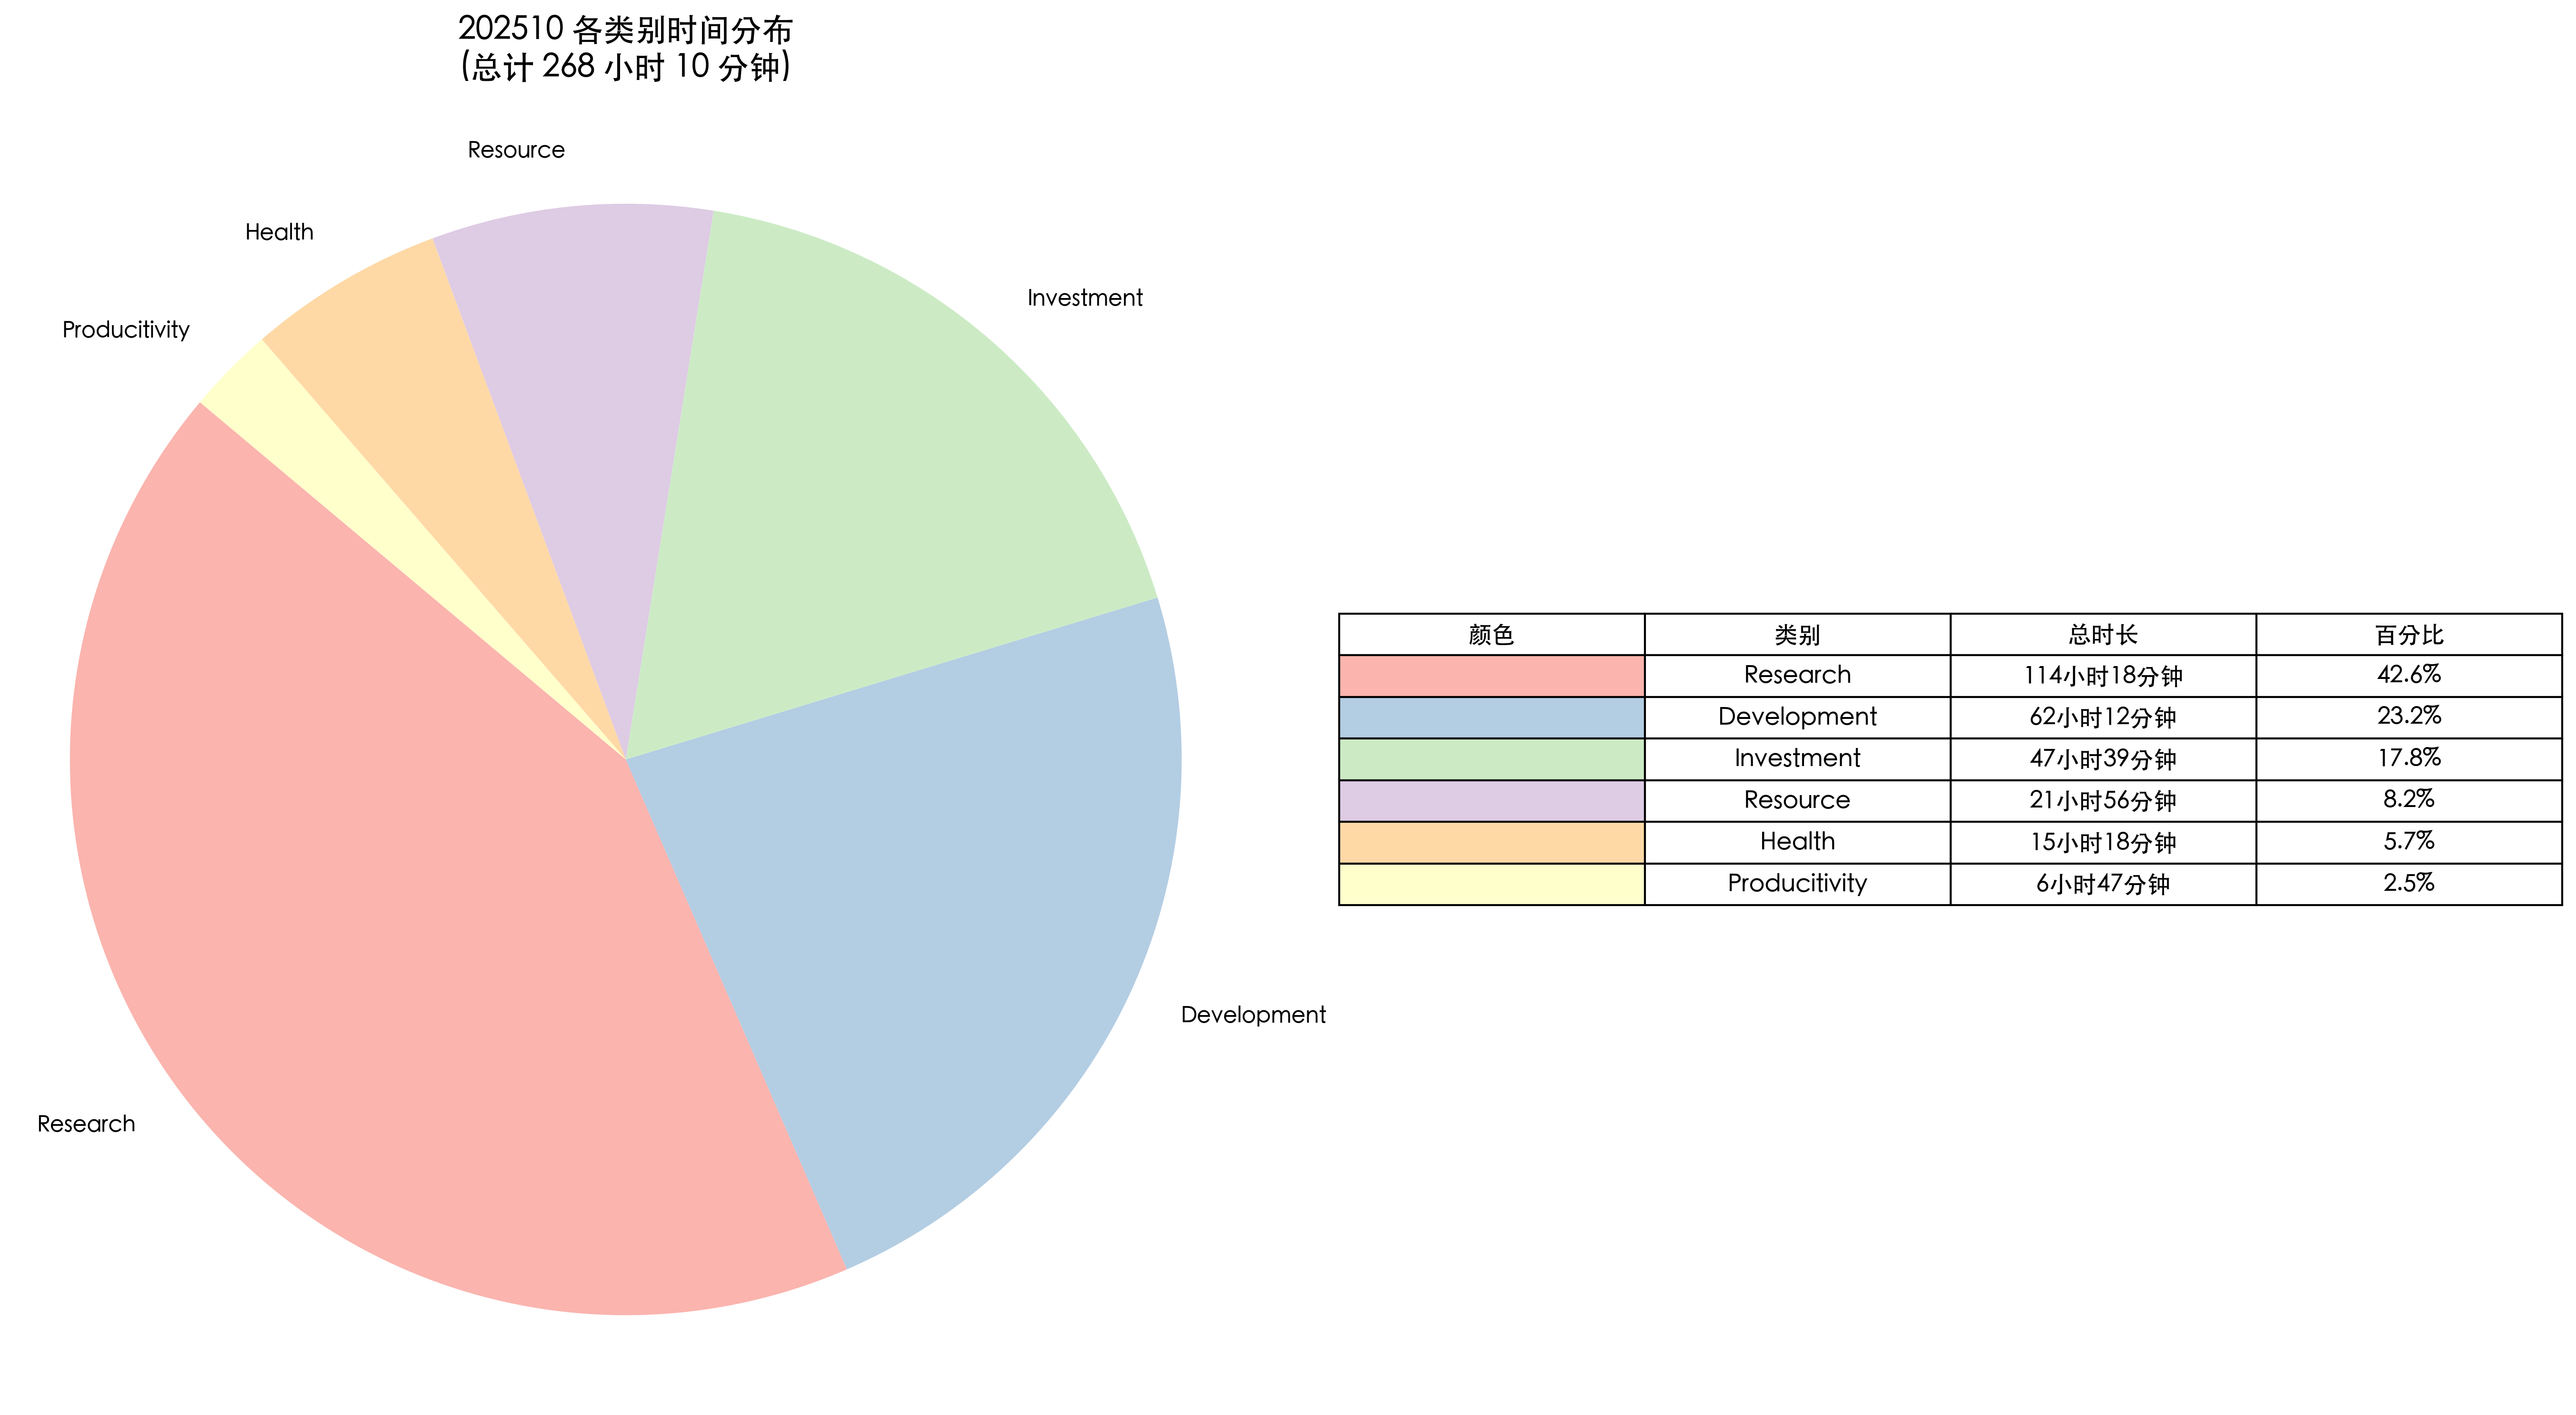 202510 各类别时间分布
(总计 268 小时 10 分钟)
Resource
Health
Investment
Producitivity
Development
Research
颜色 类别 总时长 百分比
Research 114小时18分钟 42.6%
Development 62小时12分钟 23.2%
Investment 47小时39分钟 17.8%
Resource 21小时56分钟 8.2%
Health 15小时18分钟 5.7%
Producitivity 6小时47分钟 2.5%